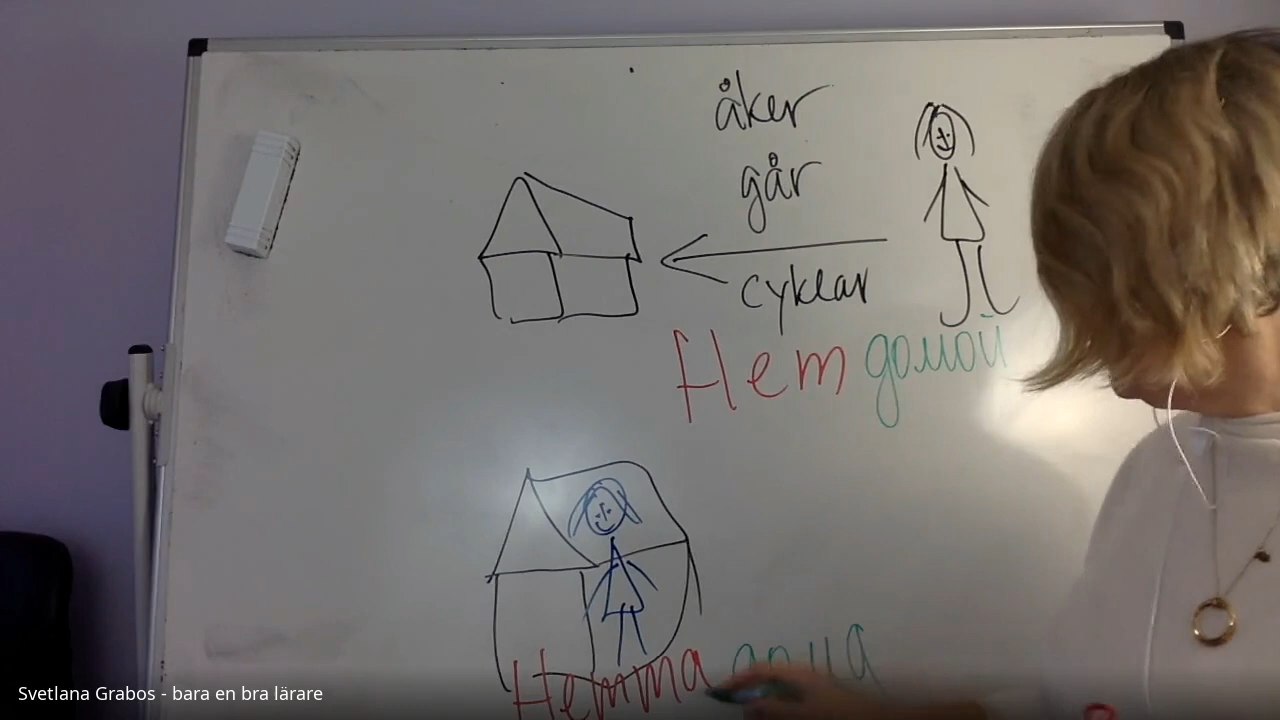 åker
går
cyklar
Hem домой
Hemma дома
Svetlana Grabos - bara en bra lärare